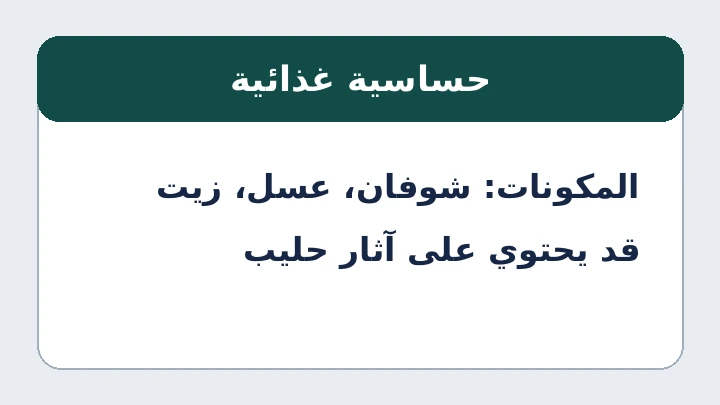 حساسية غذائية
المكونات: شوفان، عسل، زيت
قد يحتوي على آثار حليب